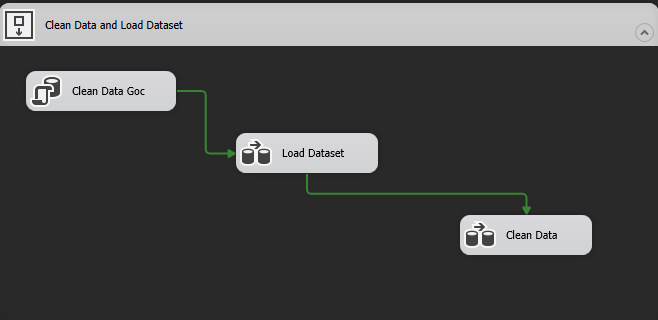 Clean Data and Load Dataset
Clean Data Goc
Load Dataset
Clean Data